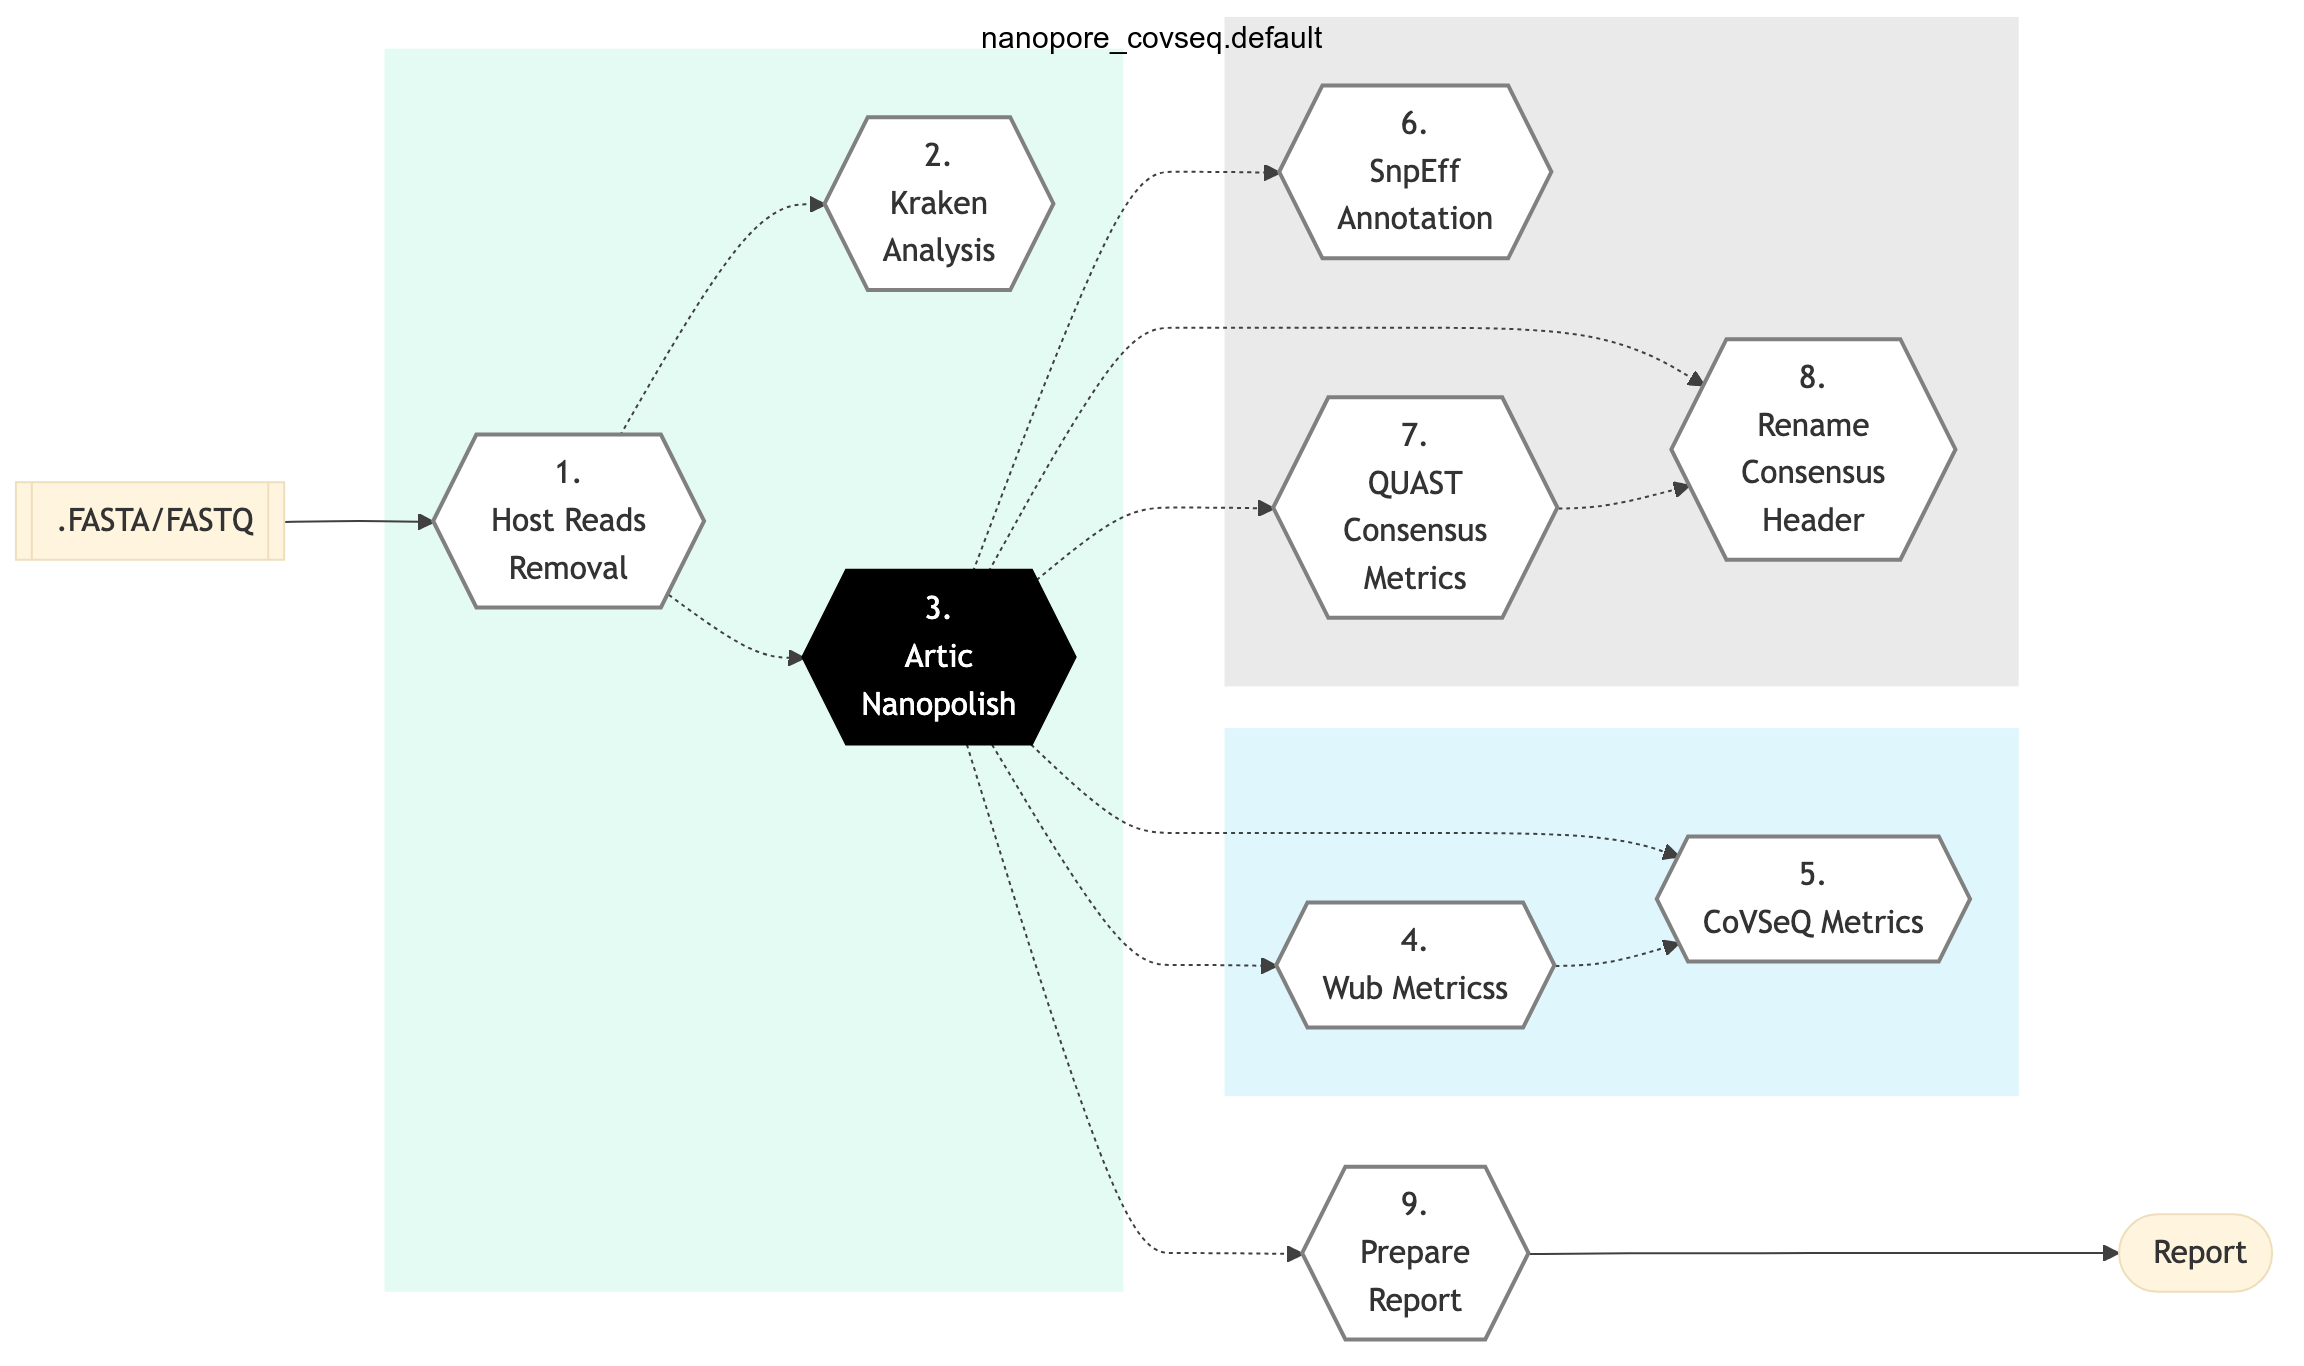 nanopore_covseq.default
.FASTA/FASTQ
1.
Host Reads
Removal
2.
Kraken
Analysis
3.
Artic
Nanopolish
6.
SnpEff
Annotation
7.
QUAST
Consensus
Metrics
8.
Rename
Consensus
Header
4.
Wub Metricss
5.
CoVSeQ Metrics
9.
Prepare
Report
Report